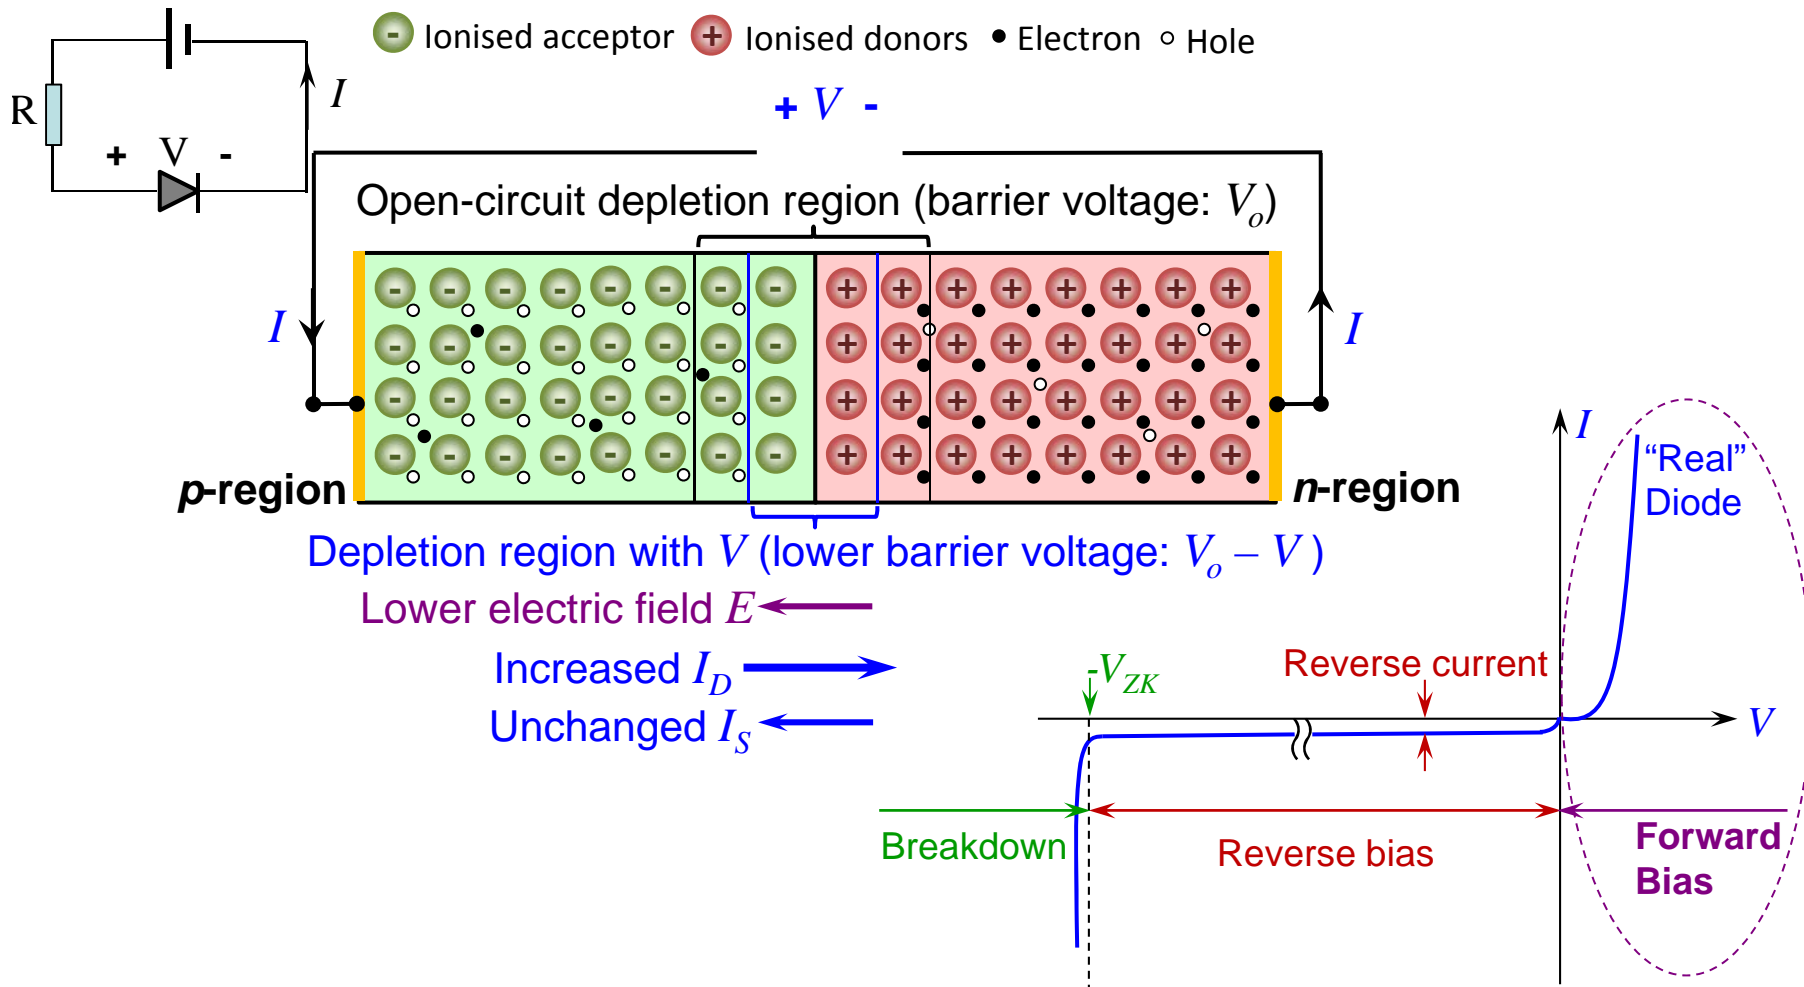 - Ionised acceptor + Ionised donors Electron Hole
R
I
+ V -
+ V -
Open-circuit depletion region (barrier voltage: Vo)
I
I
p-region
n-region
Depletion region with V (lower barrier voltage: Vo – V )
Lower electric field E
Increased ID
Unchanged IS
I
“Real”
Diode
-VZK
Reverse current
V
Breakdown
Reverse bias
Forward
Bias